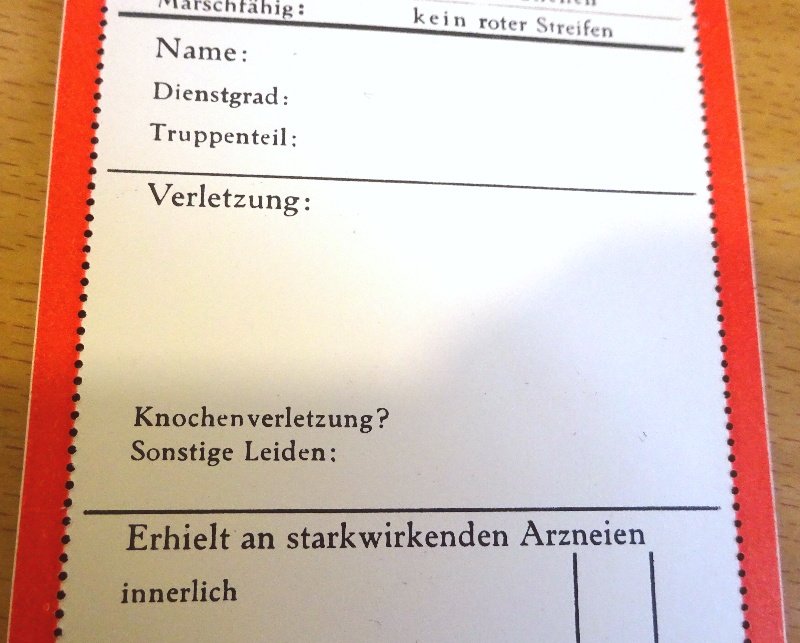 Marschfähig:
kein roter Streifen
Name:
Dienstgrad:
Truppenteil:
Verletzung:
Knochenverletzung?
Sonstige Leiden:
Erhielt an starkwirkenden Arzneien
innerlich